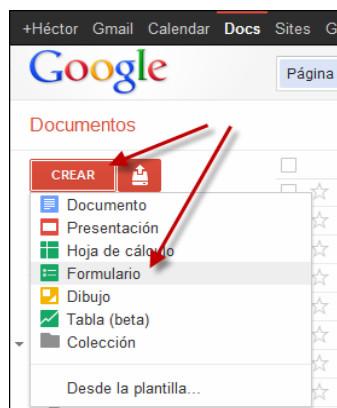 +Héctor Gmail Calendar Docs Sites G
Google
Página
Documentos
CREAR
Documento
Presentación
Hoja de cálculo
Formulario
Dibujo
Tabla (beta)
Colección
Desde la plantilla...